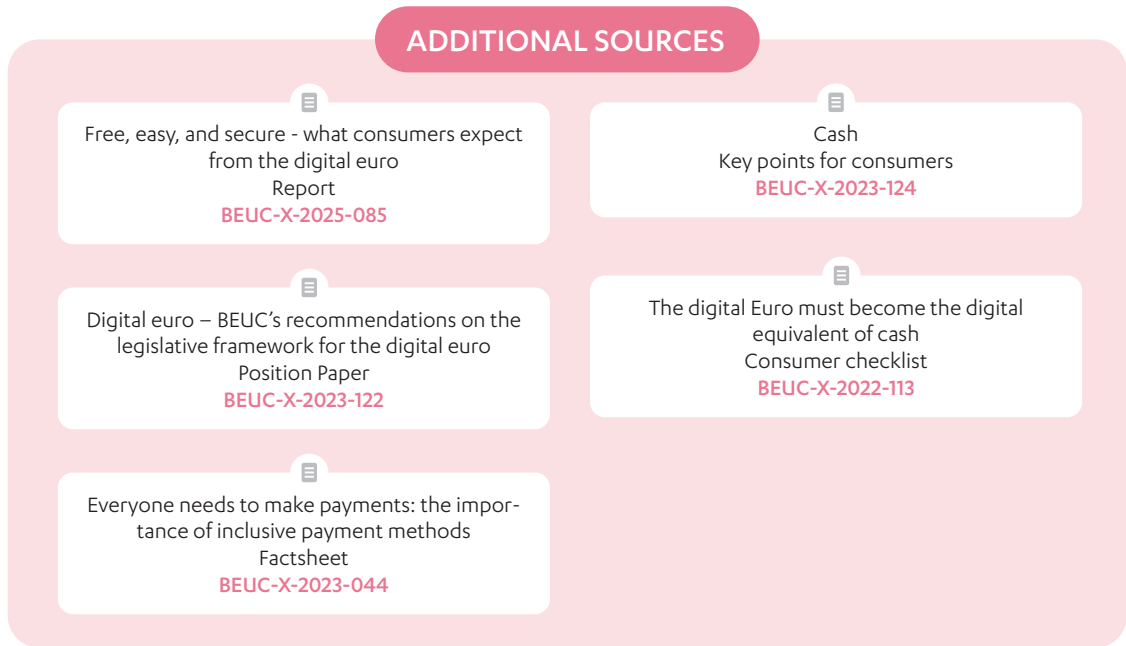 ADDITIONAL SOURCES
Free, easy, and secure - what consumers expect
from the digital euro
Report
BEUC-X-2025-085
Digital euro – BEUC’s recommendations on the
legislative framework for the digital euro
Position Paper
BEUC-X-2023-122
Everyone needs to make payments: the impor-
tance of inclusive payment methods
Factsheet
BEUC-X-2023-044
Cash
Key points for consumers
BEUC-X-2023-124
The digital Euro must become the digital
equivalent of cash
Consumer checklist
BEUC-X-2022-113